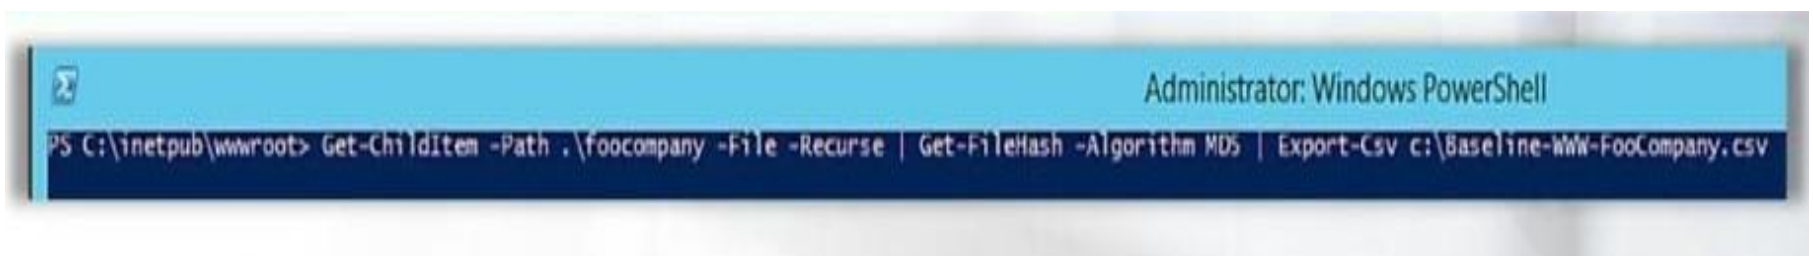 Administrator: Windows PowerShell
PS C:\inetpub\wwwroot> Get-ChildItem -Path .\foocompany -File -Recurse | Get-FileHash -Algorithm MD5 | Export-Csv c:\Baseline-WWW-FooCompany.csv